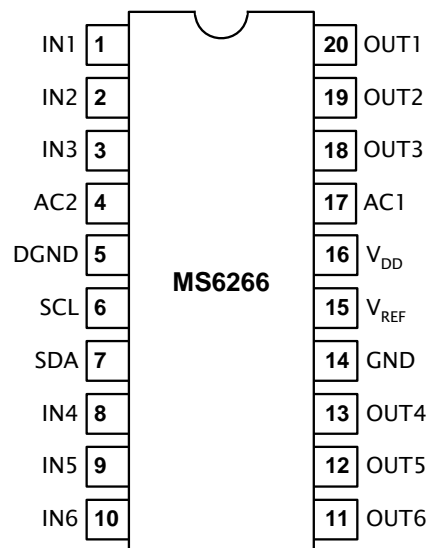 IN1 1 20 OUT1
IN2 2 19 OUT2
IN3 3 18 OUT3
AC2 4 17 AC1
DGND 5 16 VDD
MS6266
SCL 6 15 VREF
SDA 7 14 GND
IN4 8 13 OUT4
IN5 9 12 OUT5
IN6 10 11 OUT6